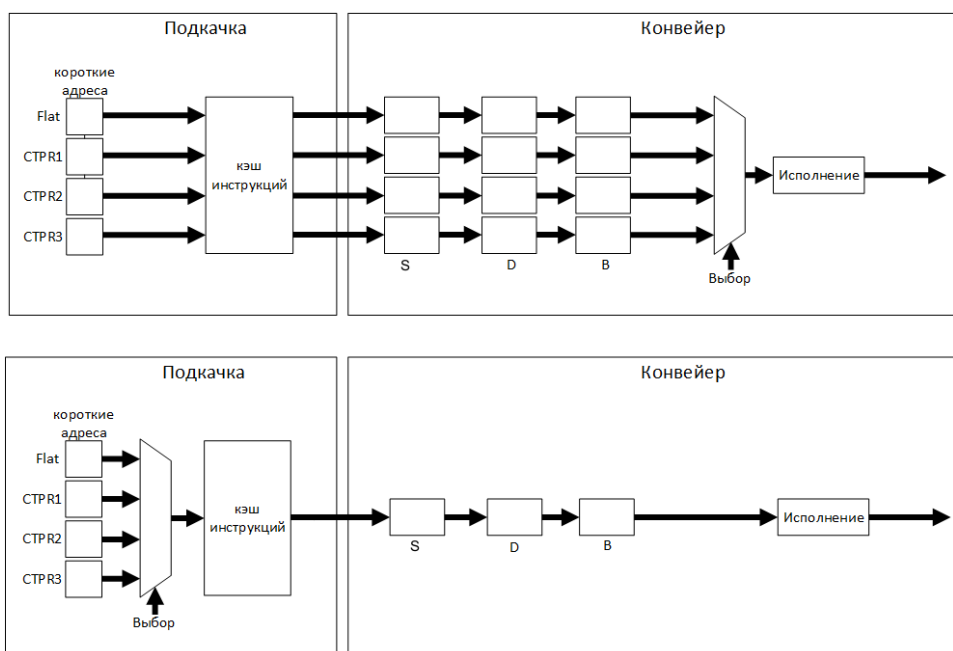 Подкачка
Конвейер
короткие
адреса
Flat
CTPR1
CTPR2
CTPR3
кэш
инструкций
S
D
B
Выбор
Исполнение
Подкачка
Конвейер
короткие
адреса
Flat
CTPR1
CTPR2
CTPR3
Выбор
кэш
инструкций
S
D
B
Исполнение